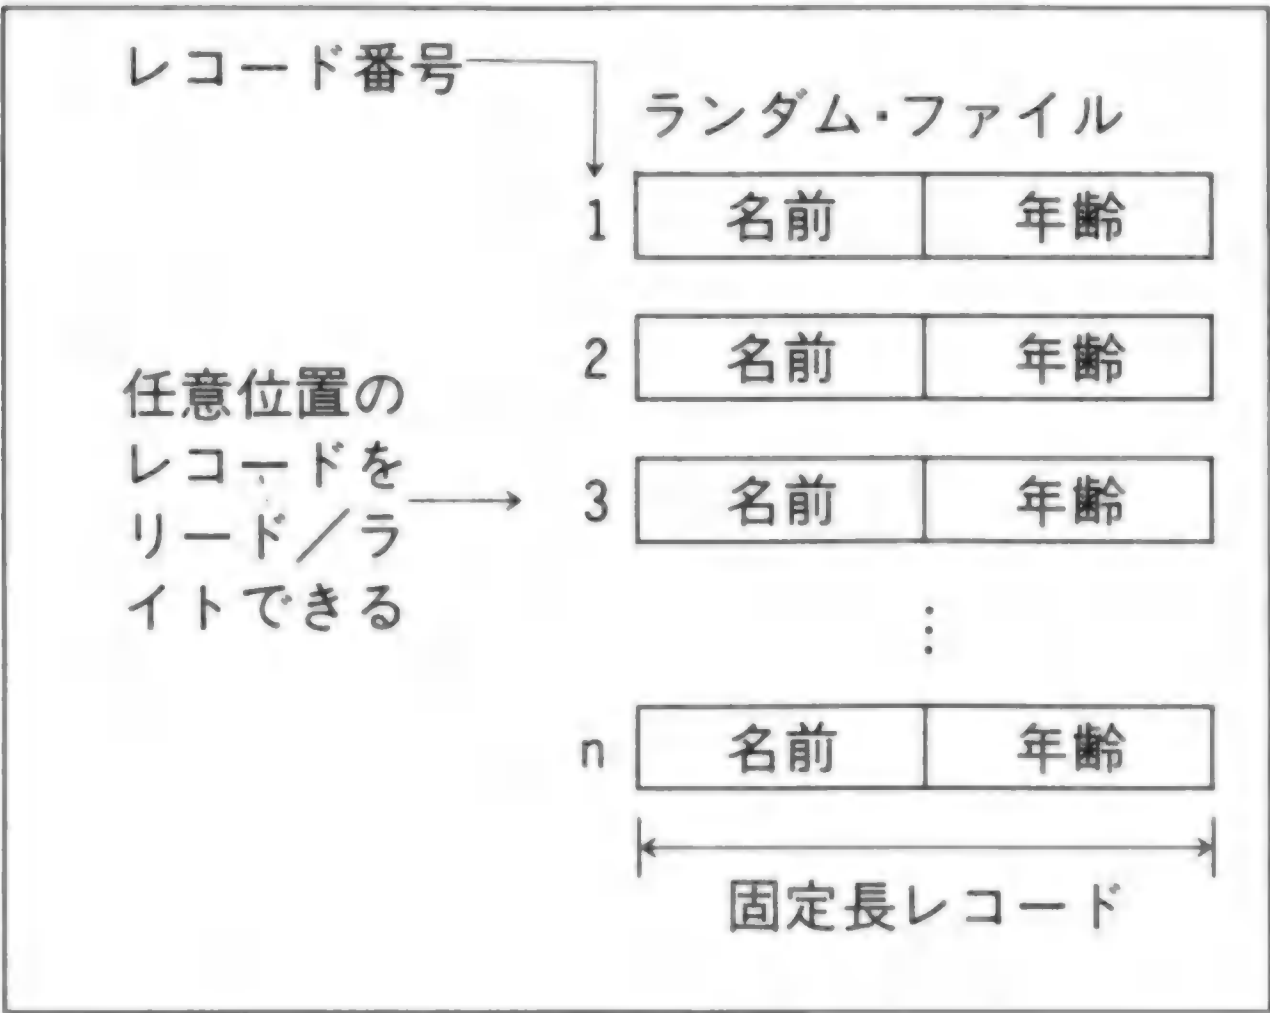 レコード番号
ランダム・ファイル
1 名前 年齢
2 名前 年齢
任意位置の
レコードを
リード／ラ
イトできる
3 名前 年齢
⋮
n 名前 年齢
固定長レコード